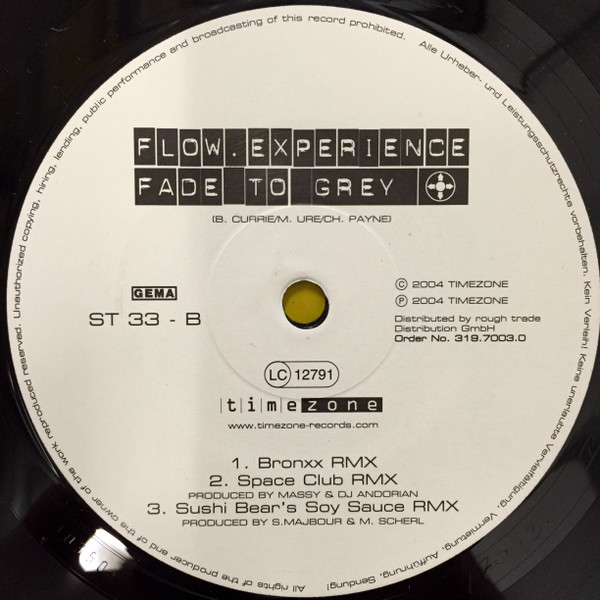 FLOW.EXPERIENCE
FADE TO GREY
(B. CURRIE/M. URE/CH. PAYNE)
GEMA
ST 33 - B
© 2004 TIMEZONE
℗ 2004 TIMEZONE
Distributed by rough trade
Distribution GmbH
Order No. 319.7003.0
LC 12791
timezone
www.timezone-records.com
1. Bronxx RMX
2. Space Club RMX
PRODUCED BY MASSY & DJ ANDORIAN
3. Sushi Bear's Soy Sauce RMX
PRODUCED BY S.MAJBOUR & M. SCHERL
All rights of the producer and of the owner of the work reproduced reserved. Unauthorized copying, hiring, lending, public performance and broadcasting of this record prohibited.
Alle Urheber- und Leistungsschutzrechte vorbehalten. Kein Verleih! Keine unerlaubte Vervielfältigung, Vermietung, Aufführung, Sendung!